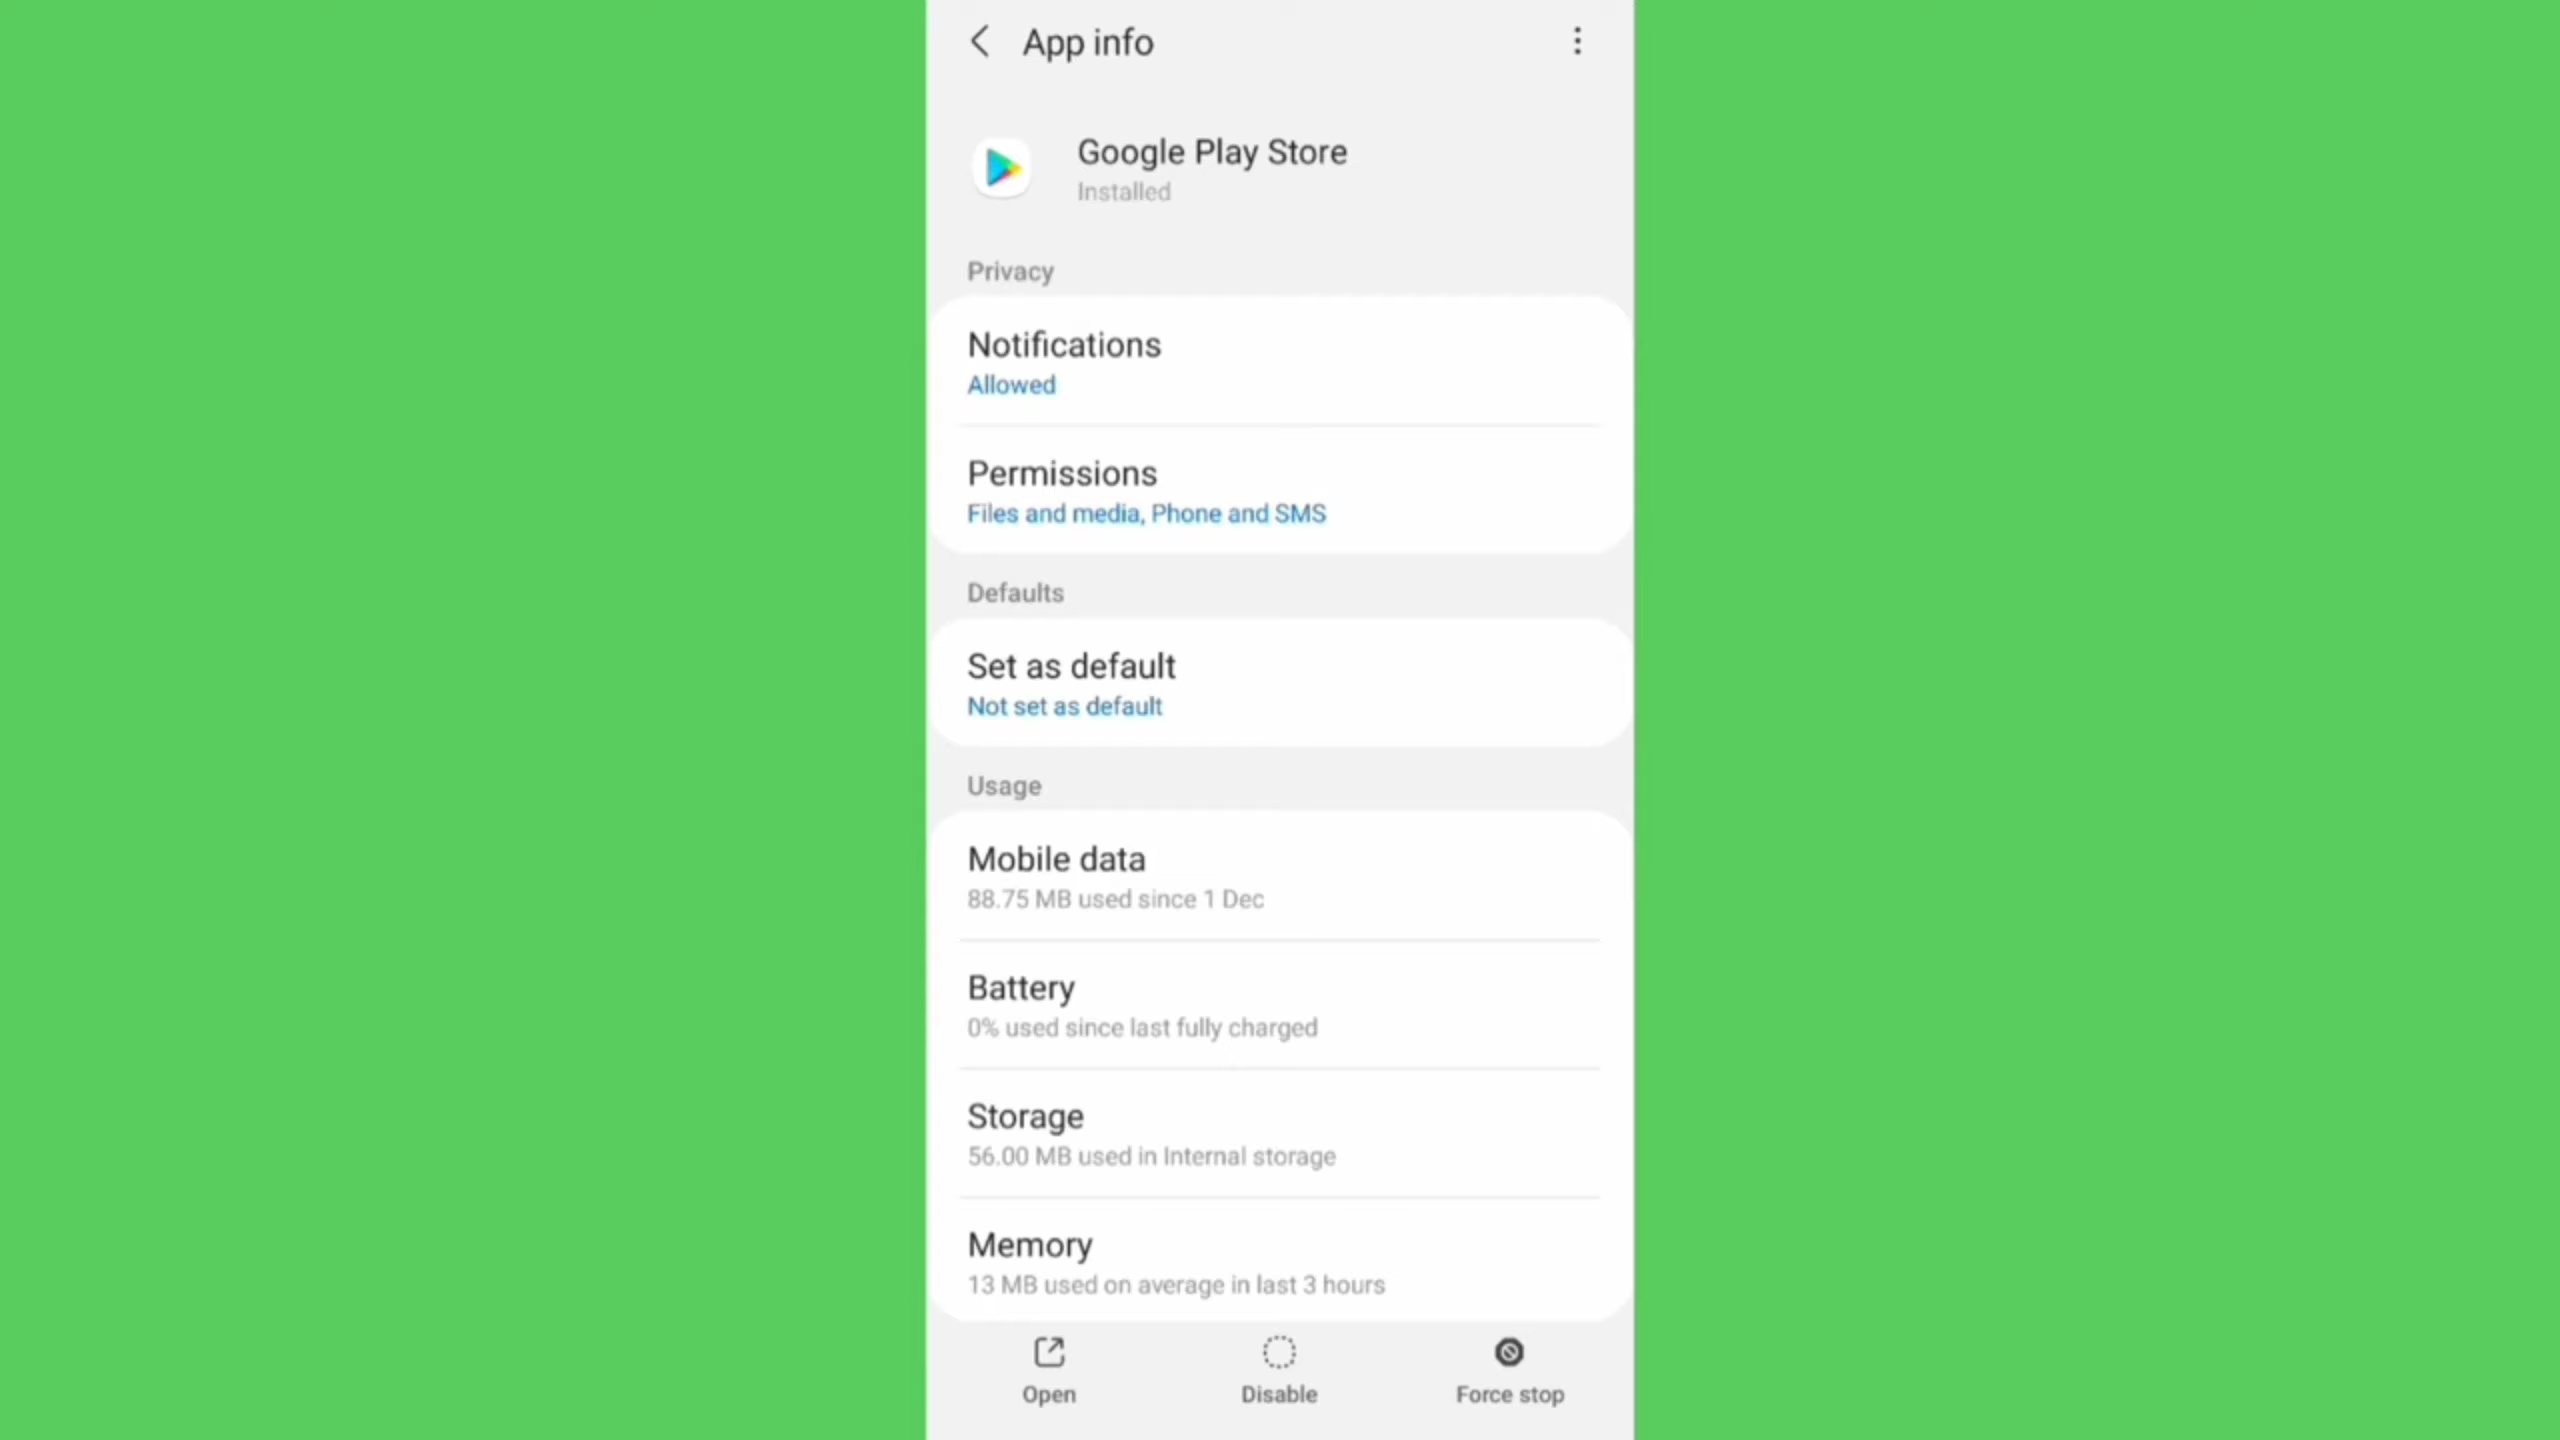 App info
Google Play Store
Installed
Privacy
Notifications
Allowed
Permissions
Files and media, Phone and SMS
Defaults
Set as default
Not set as default
Usage
Mobile data
88.75 MB used since 1 Dec
Battery
0% used since last fully charged
Storage
56.00 MB used in Internal storage
Memory
13 MB used on average in last 3 hours
Open
Disable
Force stop